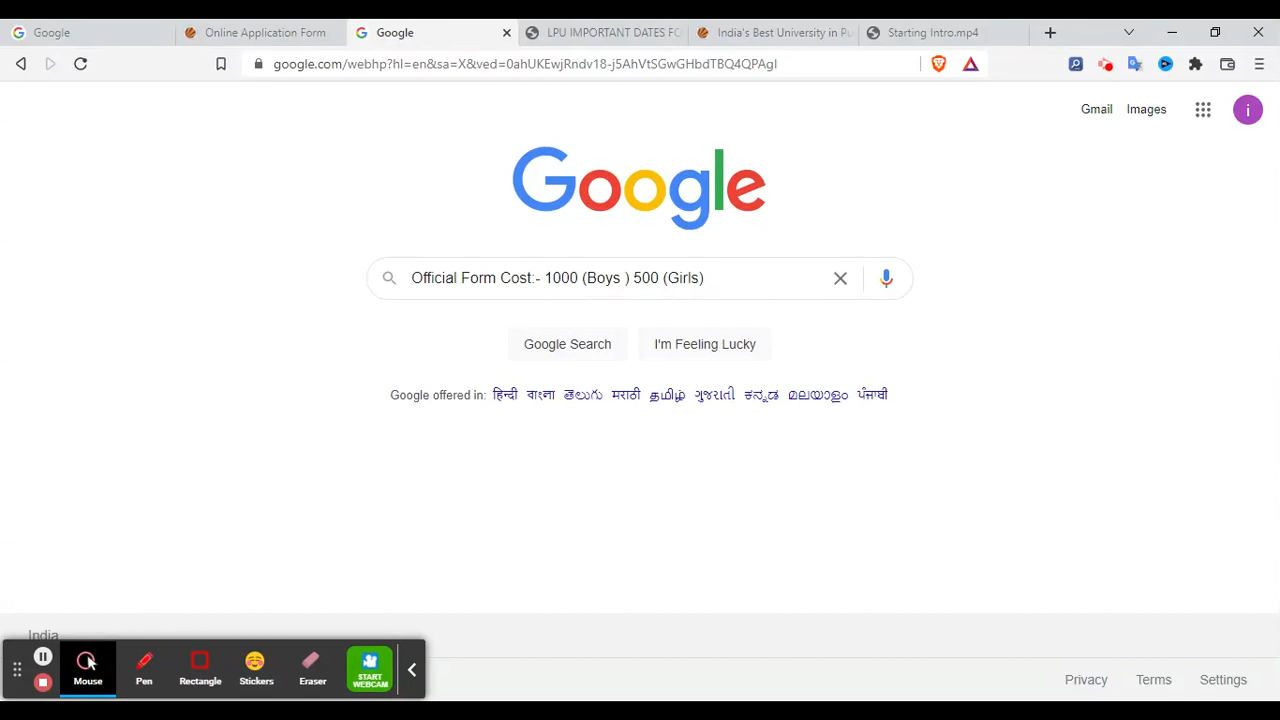 Google
Online Application Form
Google
LPU IMPORTANT DATES FO
India's Best University in Pu
Starting Intro.mp4
google.com/webhp?hl=en&sa=X&ved=0ahUKEwjRndv18-j5AhVtSGwGHbdTBQ4QPAgI
Gmail
Images
i
Google
Official Form Cost:- 1000 (Boys ) 500 (Girls)
Google Search
I'm Feeling Lucky
Google offered in: हिन्दी বাংলা తెలుగు मराठी தமிழ் ગુજરાતી ಕನ್ನಡ മലയാളം ਪੰਜਾਬੀ
India
Mouse
Pen
Rectangle
Stickers
Eraser
START
WEBCAM
Privacy
Terms
Settings